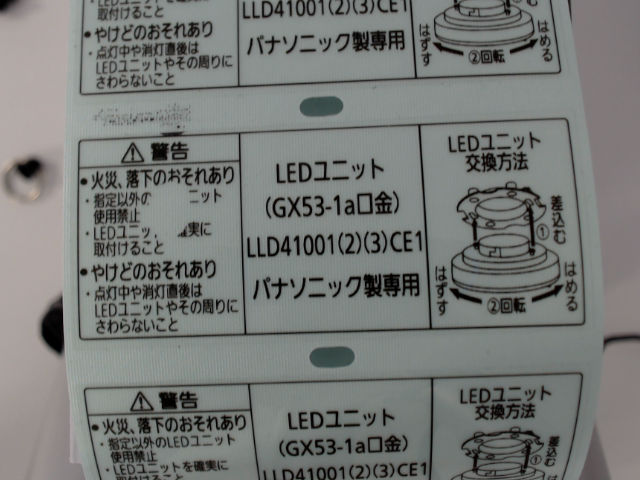 ・LEDユニットを確実に
取付けること
●やけどのおそれあり
・点灯中や消灯直後は
LEDユニットやその周りに
さわらないこと
LLD41001(2)(3)CE1
パナソニック製専用
はずす
②回転
はめる
⚠警告
●火災、落下のおそれあり
・指定以外の ニット
使用禁止
・LEDユニ 確実に
取付けること
●やけどのおそれあり
・点灯中や消灯直後は
LEDユニットやその周りに
さわらないこと
LEDユニット
(GX53-1a口金)
LLD41001(2)(3)CE1
パナソニック製専用
LEDユニット
交換方法
①差込む
はずす
②回転
はめる
⚠警告
●火災、落下のおそれあり
・指定以外のLEDユニット
使用禁止
・LEDユニットを確実に
LEDユニット
(GX53-1a口金)
LLD41001(2)(3)CE1
LEDユニット
交換方法
①差込む